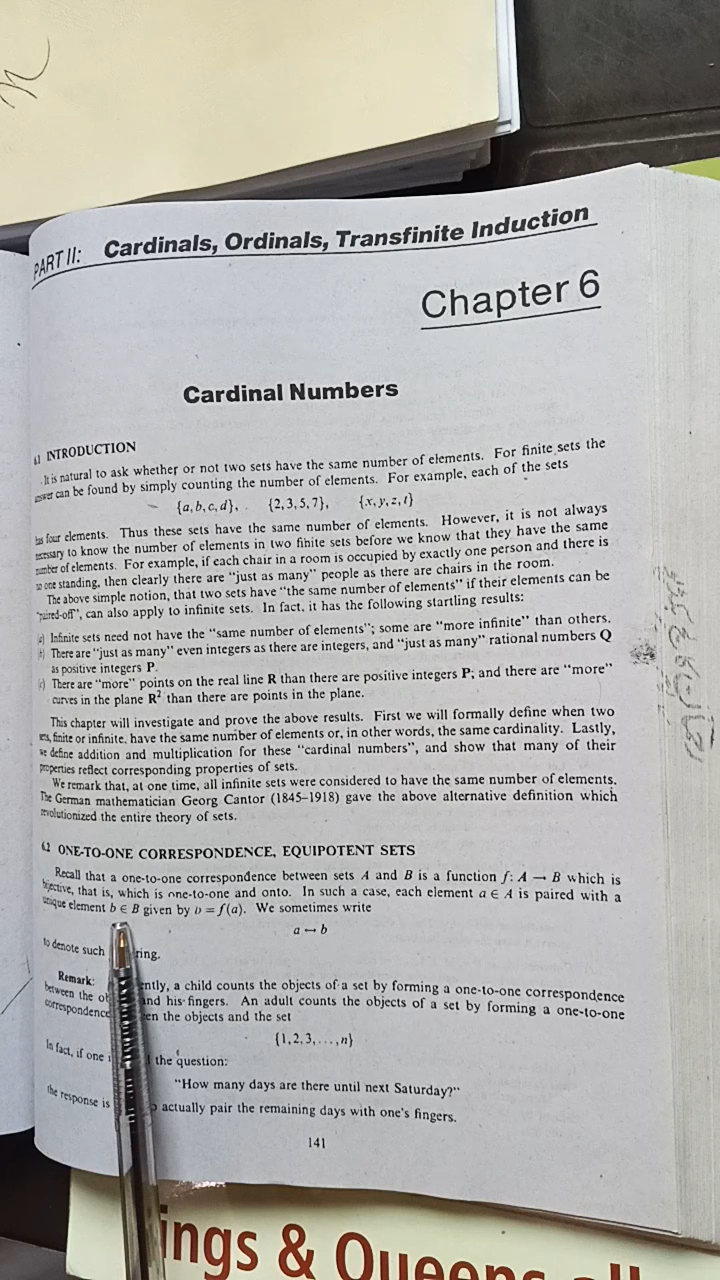 PART II: Cardinals, Ordinals, Transfinite Induction
Chapter 6
Cardinal Numbers
6.1 INTRODUCTION
It is natural to ask whether or not two sets have the same number of elements. For finite sets the
answer can be found by simply counting the number of elements. For example, each of the sets
{a, b, c, d}, {2, 3, 5, 7}, {x, y, z, t}
has four elements. Thus these sets have the same number of elements. However, it is not always
necessary to know the number of elements in two finite sets before we know that they have the same
number of elements. For example, if each chair in a room is occupied by exactly one person and there is
no one standing, then clearly there are "just as many" people as there are chairs in the room.
The above simple notion, that two sets have "the same number of elements" if their elements can be
"paired-off", can also apply to infinite sets. In fact, it has the following startling results:
(a) Infinite sets need not have the "same number of elements"; some are "more infinite" than others.
(b) There are "just as many" even integers as there are integers, and "just as many" rational numbers Q
as positive integers P.
(c) There are "more" points on the real line R than there are positive integers P; and there are "more"
curves in the plane R² than there are points in the plane.
This chapter will investigate and prove the above results. First we will formally define when two
sets, finite or infinite, have the same number of elements or, in other words, the same cardinality. Lastly,
we define addition and multiplication for these "cardinal numbers", and show that many of their
properties reflect corresponding properties of sets.
We remark that, at one time, all infinite sets were considered to have the same number of elements.
The German mathematician Georg Cantor (1845–1918) gave the above alternative definition which
revolutionized the entire theory of sets.
6.2 ONE-TO-ONE CORRESPONDENCE, EQUIPOTENT SETS
Recall that a one-to-one correspondence between sets A and B is a function f: A → B which is
bijective, that is, which is one-to-one and onto. In such a case, each element a ∈ A is paired with a
unique element b ∈ B given by b = f(a). We sometimes write
a ↔ b
to denote such ring.
Remark: ently, a child counts the objects of a set by forming a one-to-one correspondence
between the ob and his fingers. An adult counts the objects of a set by forming a one-to-one
correspondence en the objects and the set
{1, 2, 3, . . . , n}
In fact, if one the question:
"How many days are there until next Saturday?"
the response is actually pair the remaining days with one's fingers.
141
ings & Queens